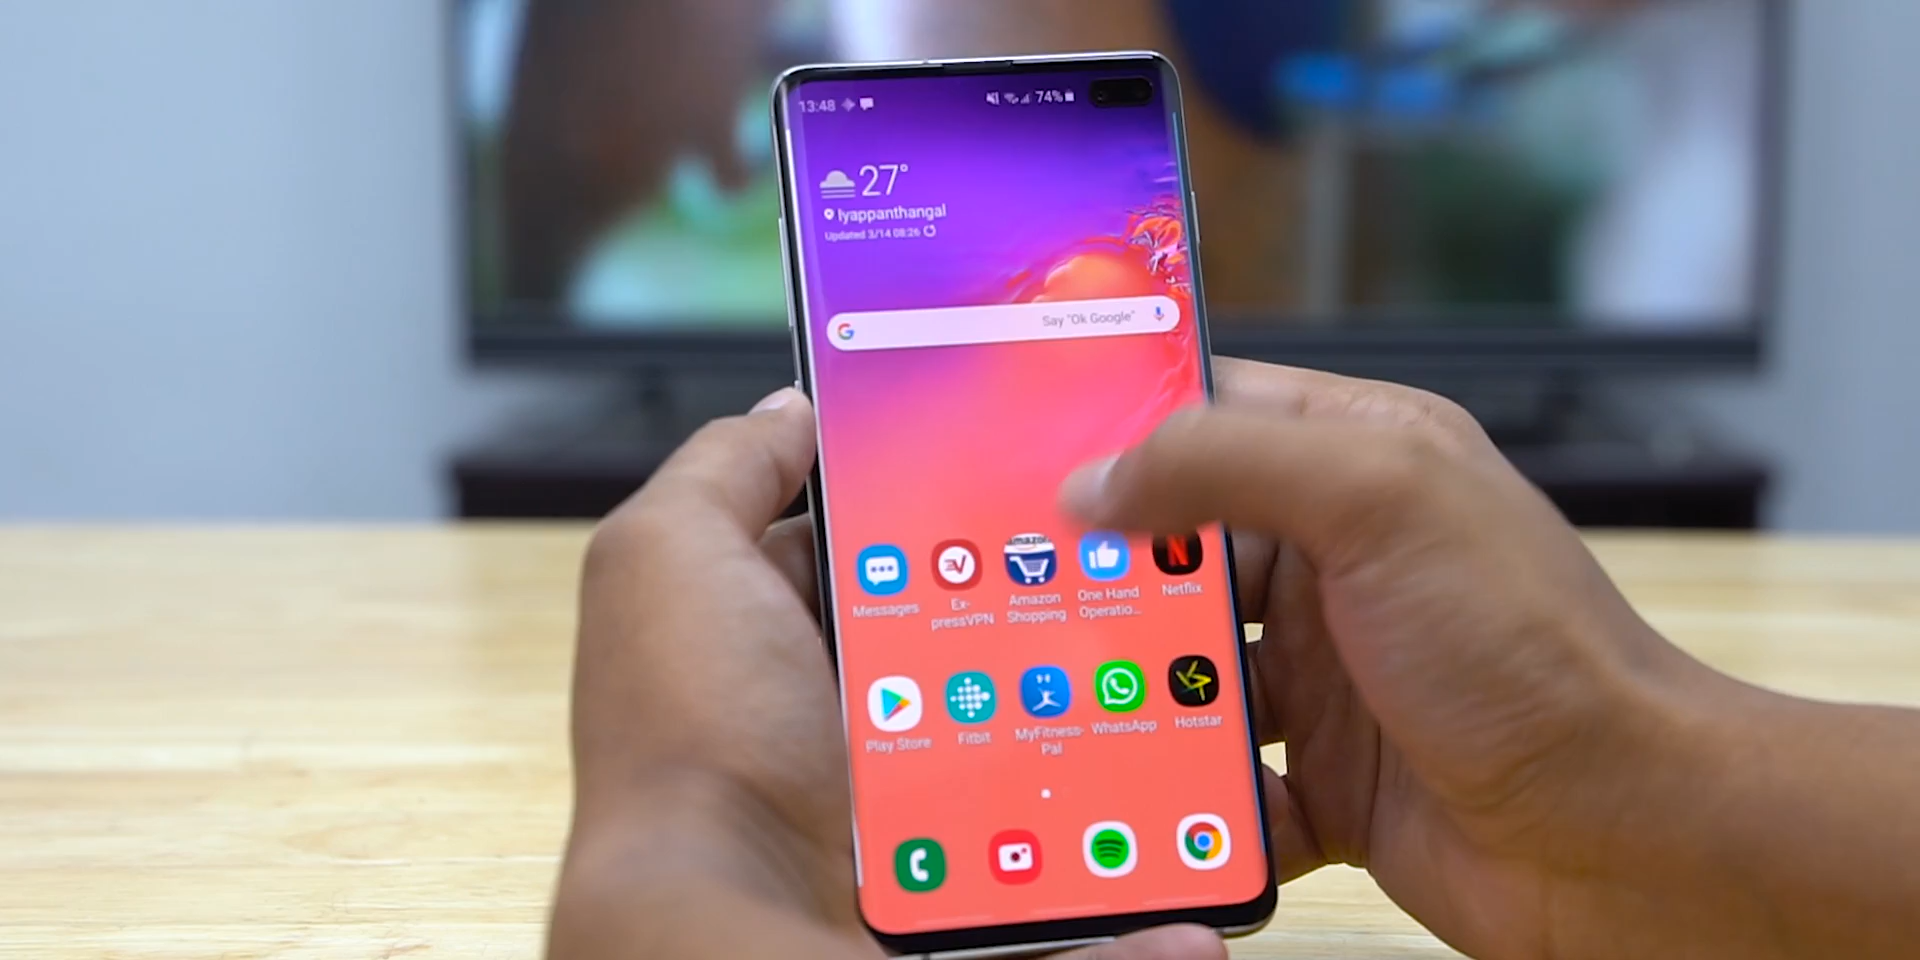 13:48
74%
27°
Iyappanthangal
Updated 3/14 08:26
G
Say "Ok Google"
amazon
N
Messages
Ex-
pressVPN
Amazon
Shopping
One Hand
Operatio...
Netflix
Play Store
Fitbit
MyFitness-
Pal
WhatsApp
Hotstar